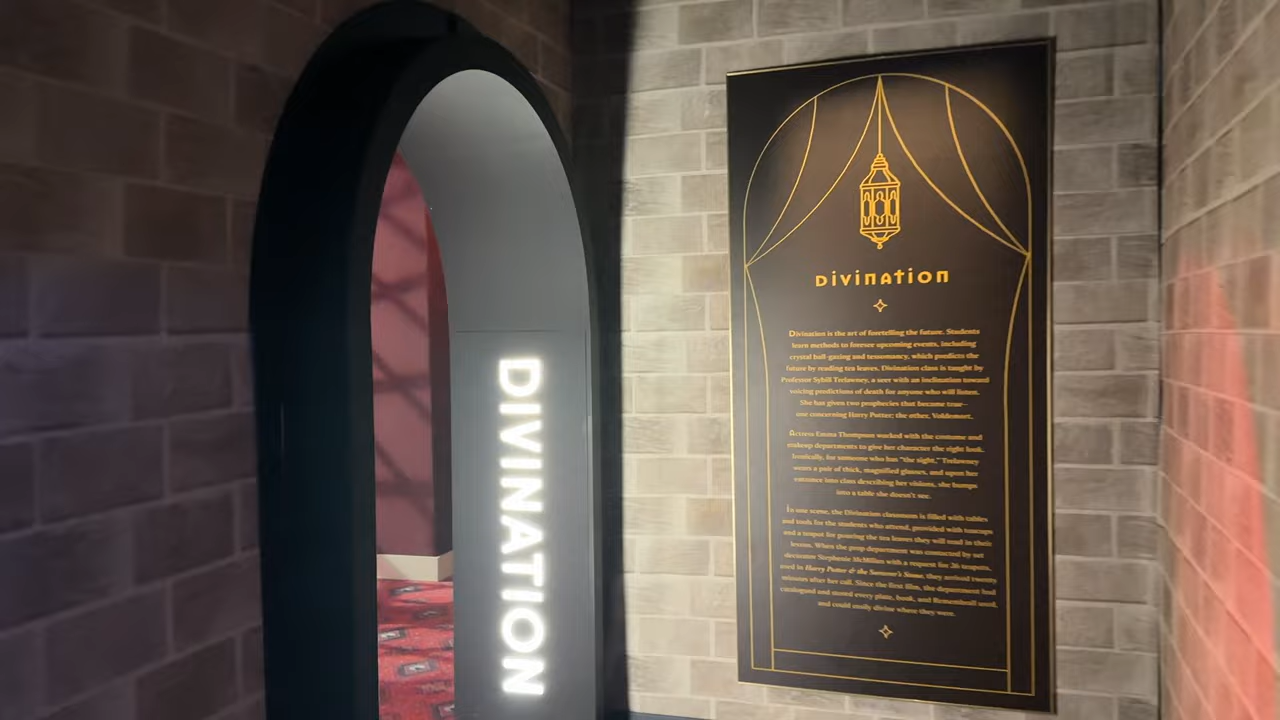 DIVINATION
Divination
Divination is the art of foretelling the future. Students
learn methods to foresee upcoming events, including
crystal ball-gazing and tessomancy, which predicts the
future by reading tea leaves. Divination class is taught by
Professor Sybill Trelawney, a seer with an inclination toward
voicing predictions of death for anyone who will listen.
She has given two prophecies that became true—
one concerning Harry Potter; the other, Voldemort.
Actress Emma Thompson worked with the costume and
makeup departments to give her character the right look.
Ironically, for someone who has "the sight," Trelawney
wears a pair of thick, magnified glasses, and upon her
entrance into class describing her visions, she bumps
into a table she doesn't see.
In one scene, the Divination classroom is filled with tables
and tools for the students who attend, provided with teacups
and a teapot for pouring the tea leaves they will read in their
lesson. When the prop department was contacted by set
decorator Stephenie McMillan with a request for 26 teapots,
used in Harry Potter & the Sorcerer's Stone, they arrived twenty
minutes after her call. Since the first film, the department had
catalogued and stored every plate, book, and Remembrall used,
and could easily divine where they were.